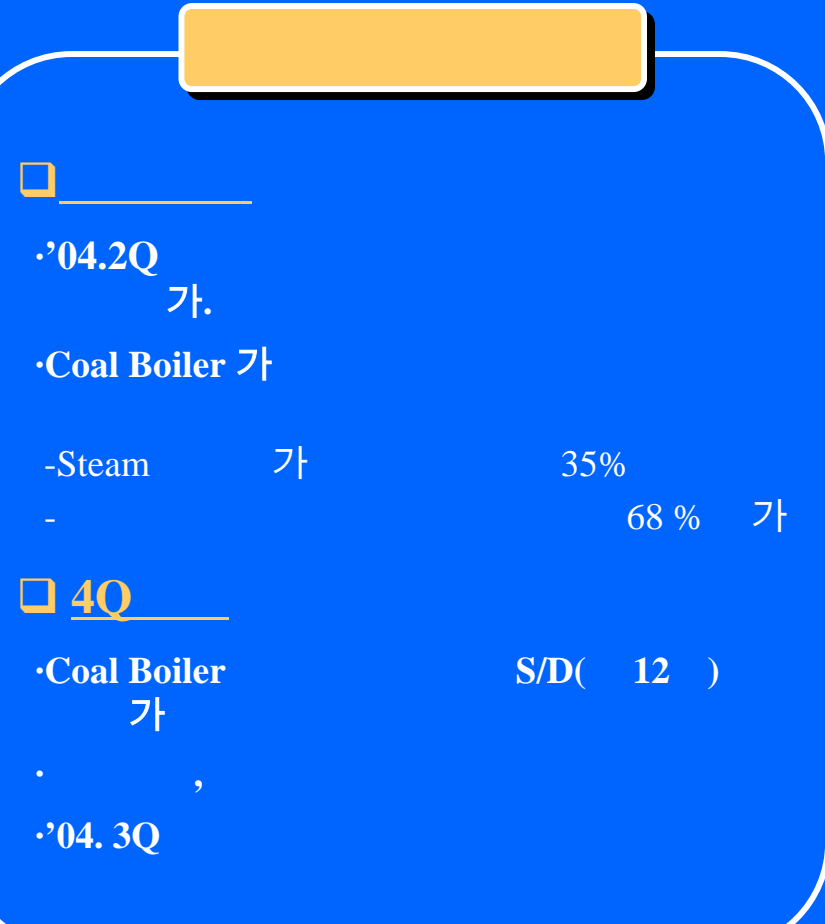 ❑
·’04.2Q
가.
·Coal Boiler 가
-Steam 가 35%
- 68 % 가
❑ 4Q
·Coal Boiler S/D( 12 )
가
· ,
·’04. 3Q